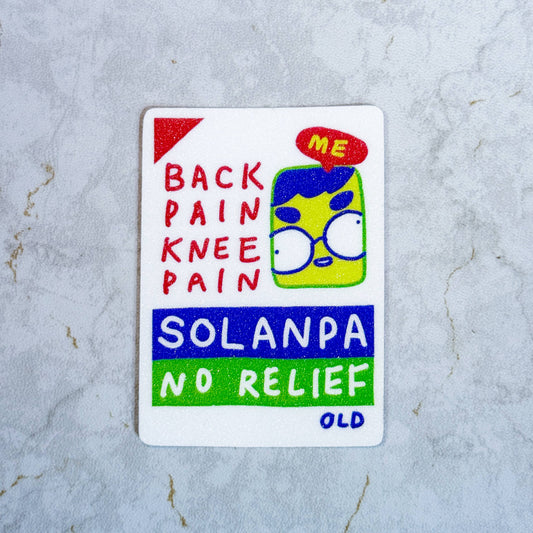 ME
BACK
PAIN
KNEE
PAIN
SOLANPA
NO RELIEF
OLD